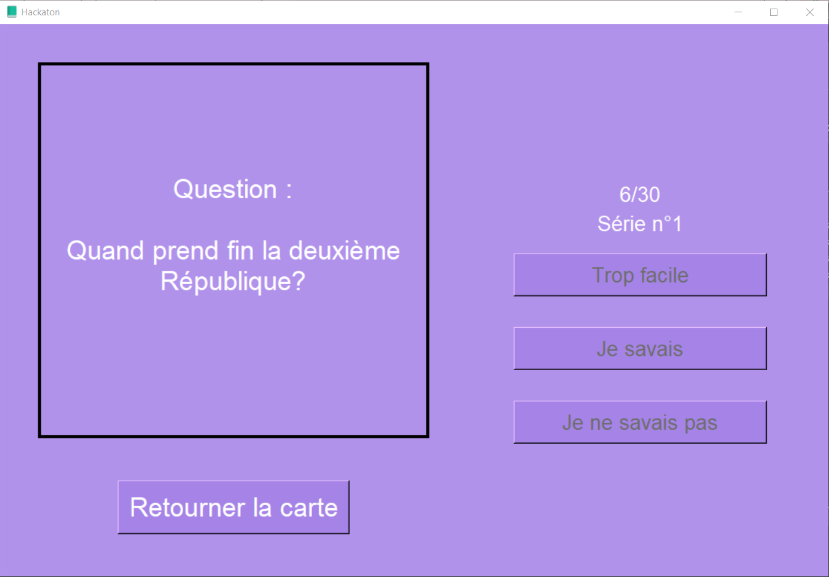 Hackaton
Question :
Quand prend fin la deuxième
République?
Retourner la carte
6/30
Série n°1
Trop facile
Je savais
Je ne savais pas